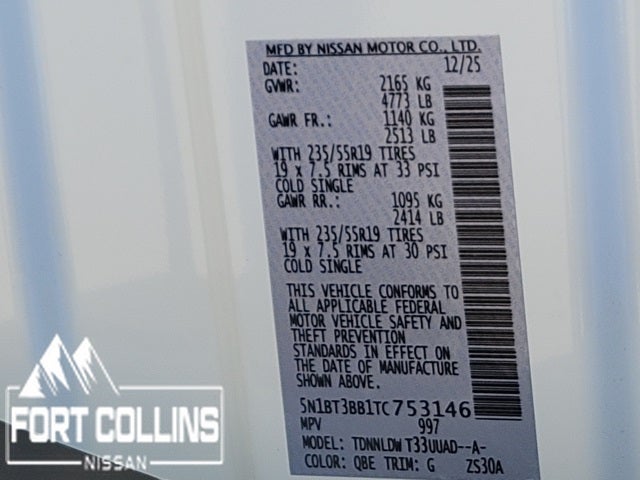 MFD BY NISSAN MOTOR CO., LTD.
DATE: 12/25
GVWR: 2165 KG
4773 LB
GAWR FR.: 1140 KG
2513 LB
WITH 235/55R19 TIRES
19 x 7.5 RIMS AT 33 PSI
COLD SINGLE
GAWR RR.: 1095 KG
2414 LB
WITH 235/55R19 TIRES
19 x 7.5 RIMS AT 30 PSI
COLD SINGLE
THIS VEHICLE CONFORMS TO
ALL APPLICABLE FEDERAL
MOTOR VEHICLE SAFETY AND
THEFT PREVENTION
STANDARDS IN EFFECT ON
THE DATE OF MANUFACTURE
SHOWN ABOVE.
5N1BT3BB1TC753146
MPV 997
MODEL: TDNNLDW T33UUAD--A-
COLOR: QBE TRIM: G ZS30A
FORT COLLINS
NISSAN